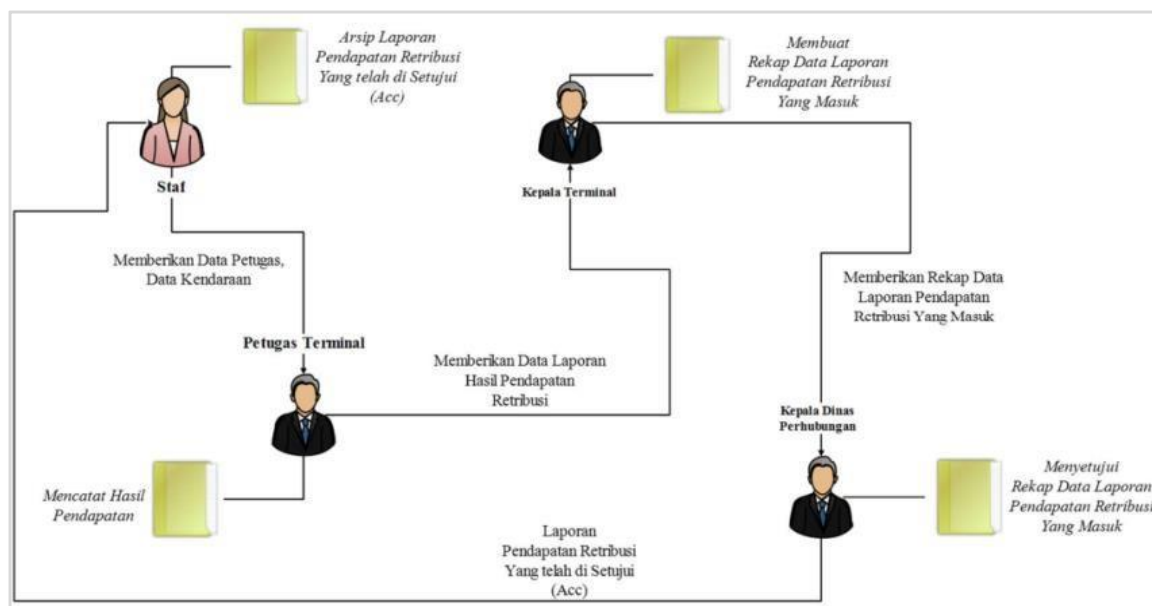 Arsip Laporan
Pendapatan Retribusi
Yang telah di Setujui
(Acc)
Membuat
Rekap Data Laporan
Pendapatan Retribusi
Yang Masuk
Staf
Kepala Terminal
Memberikan Data Petugas,
Data Kendaraan
Memberikan Rekap Data
Laporan Pendapatan
Retribusi Yang Masuk
Petugas Terminal
Memberikan Data Laporan
Hasil Pendapatan
Retribusi
Kepala Dinas
Perhubungan
Mencatat Hasil
Pendapatan
Menyetujui
Rekap Data Laporan
Pendapatan Retribusi
Yang Masuk
Laporan
Pendapatan Retribusi
Yang telah di Setujui
(Acc)